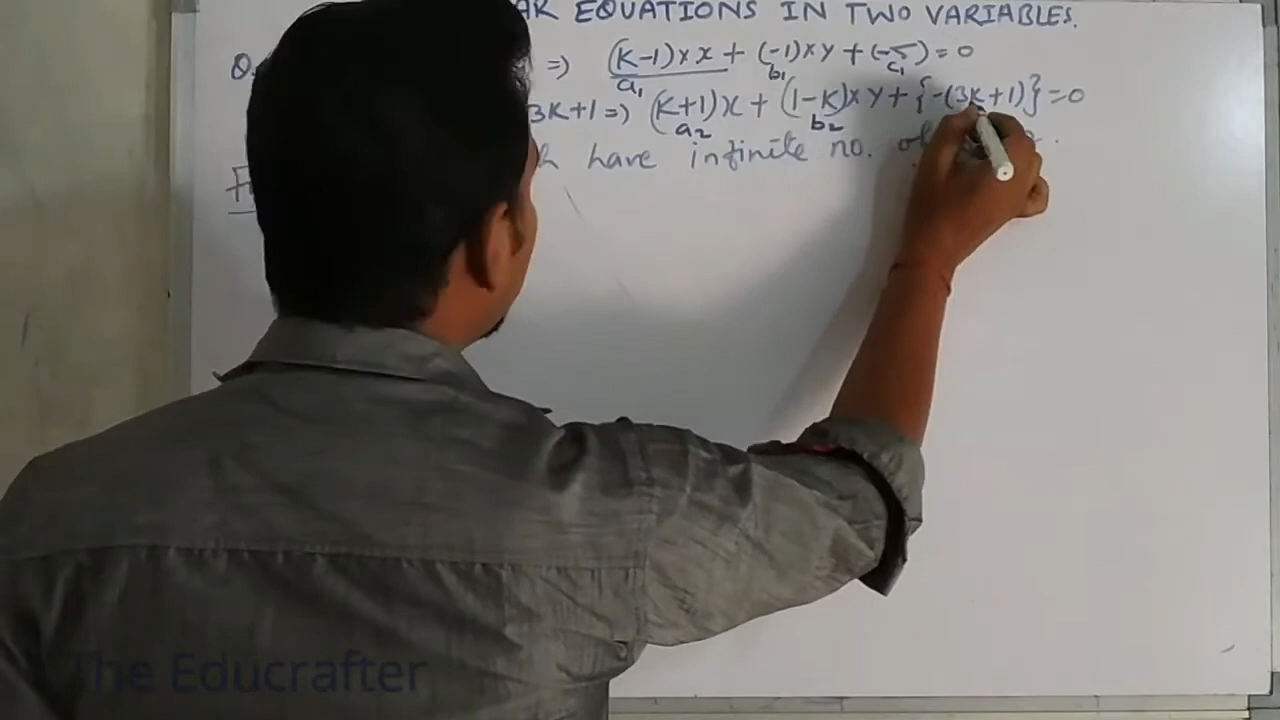 AR EQUATIONS IN TWO VARIABLES.
Q. => (K-1)×x + (-1)×y + (-5) = 0
a₁ b₁ c₁
3K+1 => (K+1)x + (1-K)×y + {-(3K+1)} = 0
a₂ b₂
h have infinite no. of
The Educrafter